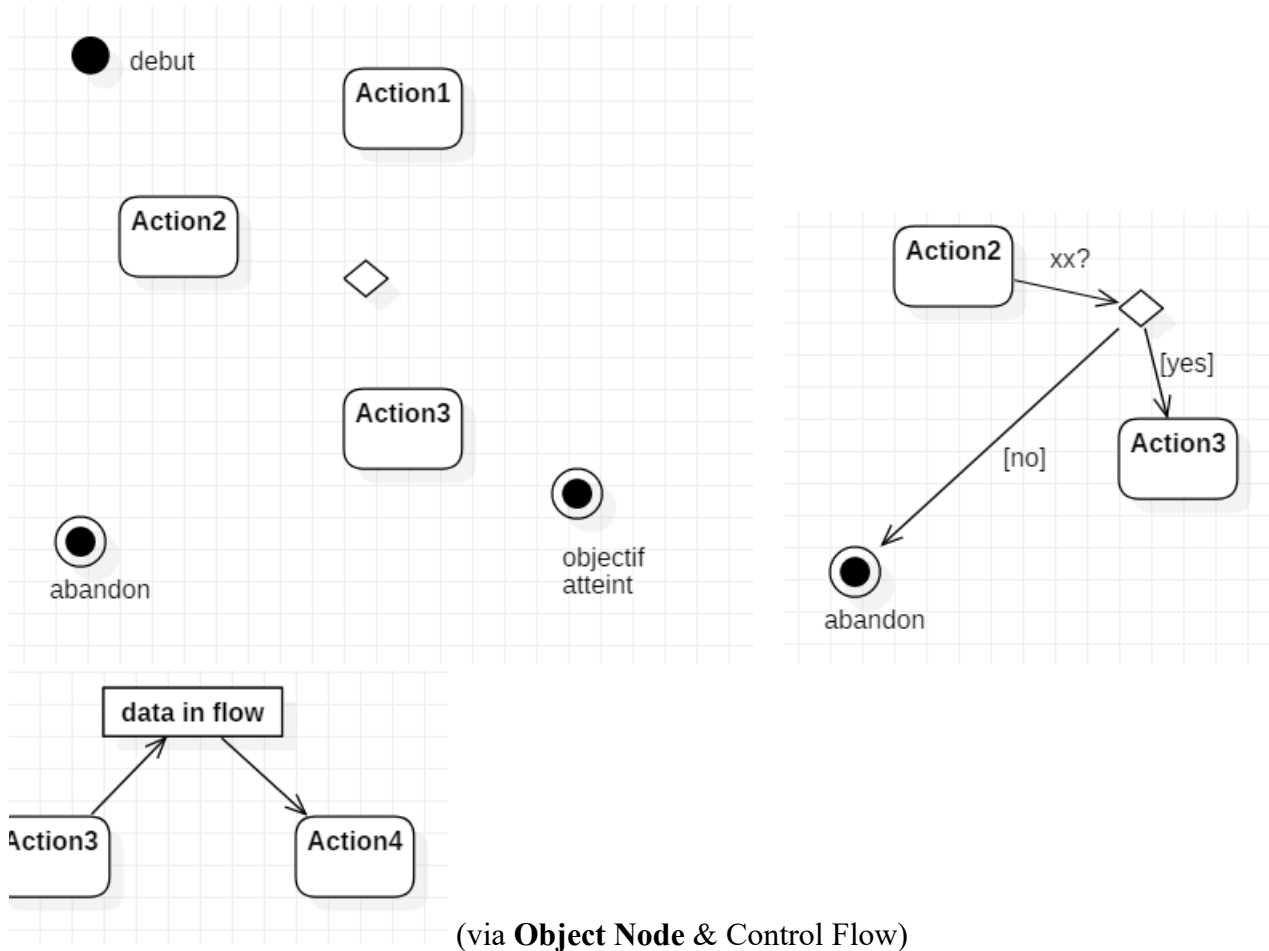 debut
Action1
Action2
Action3
abandon
objectif
atteint
Action2
xx?
[yes]
Action3
[no]
abandon
data in flow
Action3
Action4
(via Object Node & Control Flow)